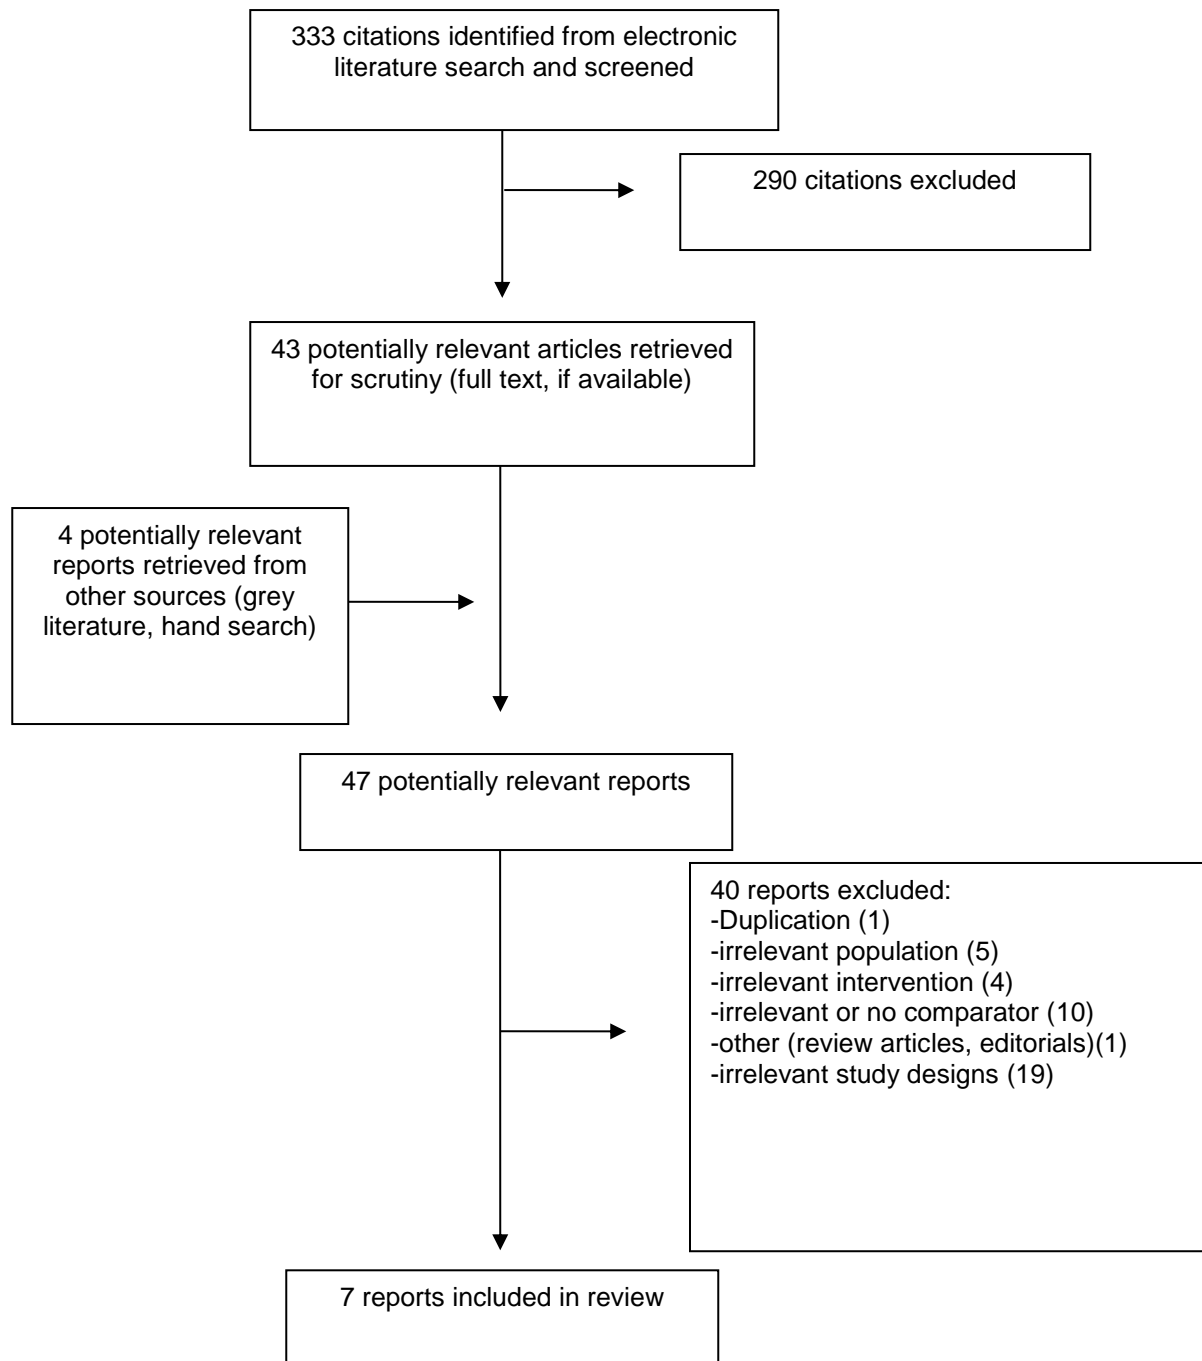 333 citations identified from electronic
literature search and screened
290 citations excluded
43 potentially relevant articles retrieved
for scrutiny (full text, if available)
4 potentially relevant
reports retrieved from
other sources (grey
literature, hand search)
47 potentially relevant reports
40 reports excluded:
-Duplication (1)
-irrelevant population (5)
-irrelevant intervention (4)
-irrelevant or no comparator (10)
-other (review articles, editorials)(1)
-irrelevant study designs (19)
7 reports included in review